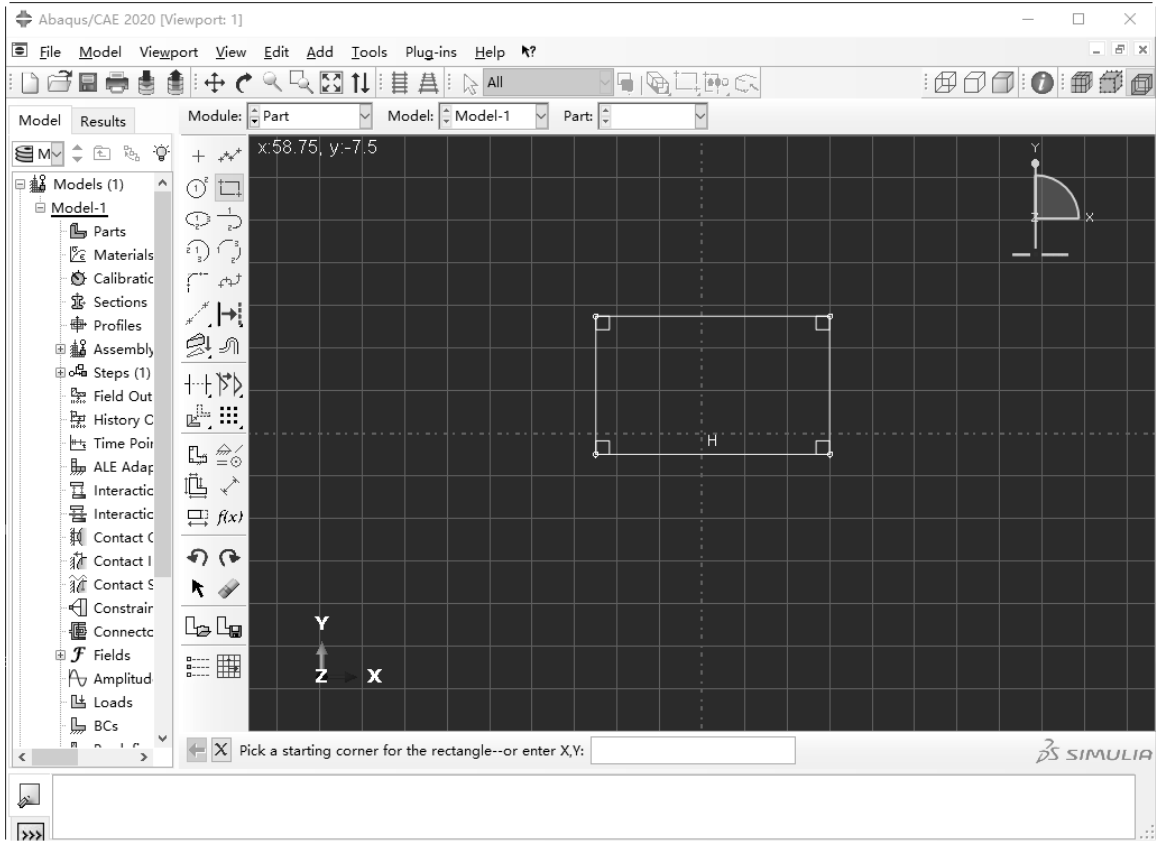 Abaqus/CAE 2020 [Viewport: 1]
File Model Viewport View Edit Add Tools Plug-ins Help ?
All
Model Results
Module: Part Model: Model-1 Part:
x:58.75, y:-7.5
M
Models (1)
Model-1
Parts
Materials
Calibratic
Sections
Profiles
Assembly
Steps (1)
Field Out
History C
Time Poir
ALE Adap
Interactic
Interactic
Contact C
Contact I
Contact S
Constrair
Connectc
Fields
Amplitud
Loads
BCs
f(x)
Y
Z X
H
Y
Z X
Pick a starting corner for the rectangle--or enter X,Y:
SIMULIA
>>>